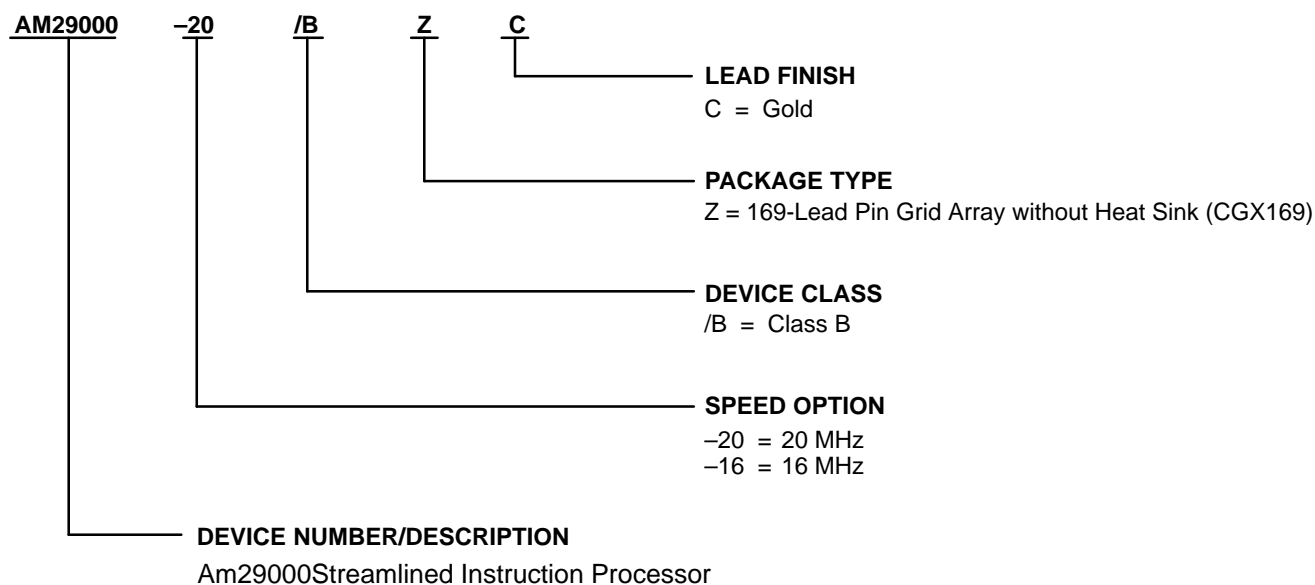 AM29000 –20 /B Z C
LEAD FINISH
C = Gold
PACKAGE TYPE
Z = 169-Lead Pin Grid Array without Heat Sink (CGX169)
DEVICE CLASS
/B = Class B
SPEED OPTION
–20 = 20 MHz
–16 = 16 MHz
DEVICE NUMBER/DESCRIPTION
Am29000Streamlined Instruction Processor